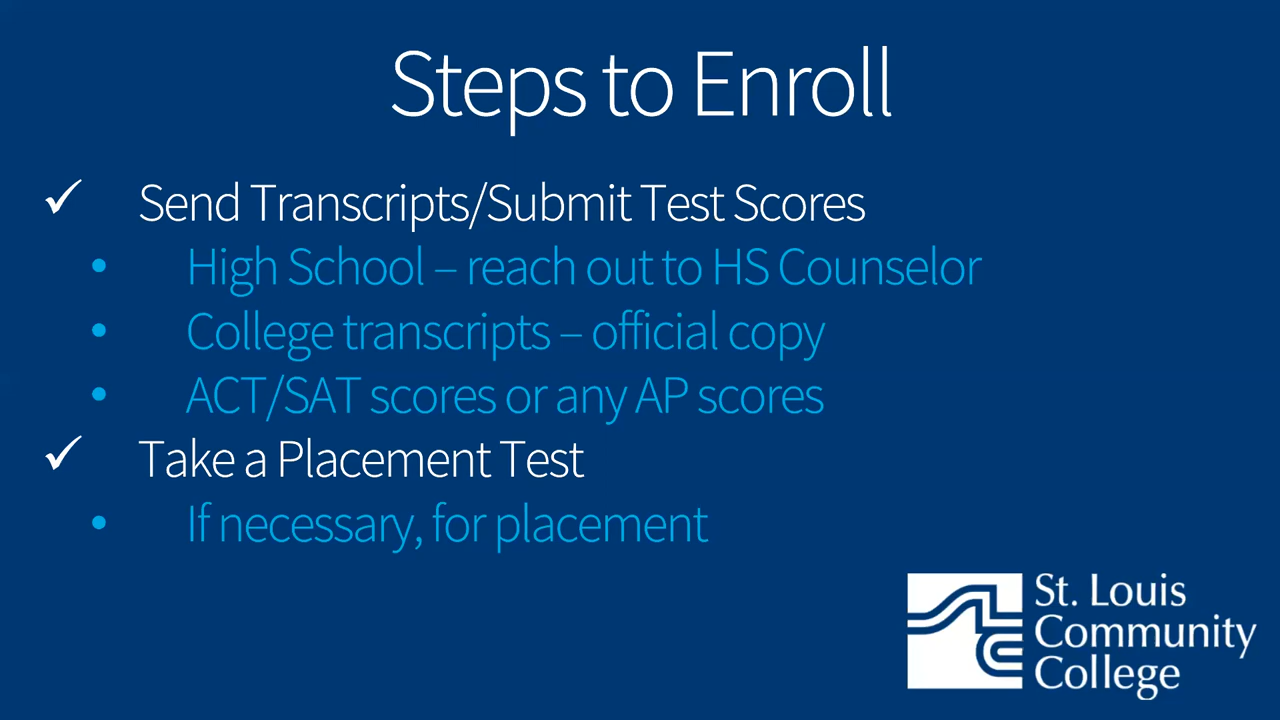 Steps to Enroll
✓ Send Transcripts/Submit Test Scores
• High School – reach out to HS Counselor
• College transcripts – official copy
• ACT/SAT scores or any AP scores
✓ Take a Placement Test
• If necessary, for placement
St. Louis
Community
College